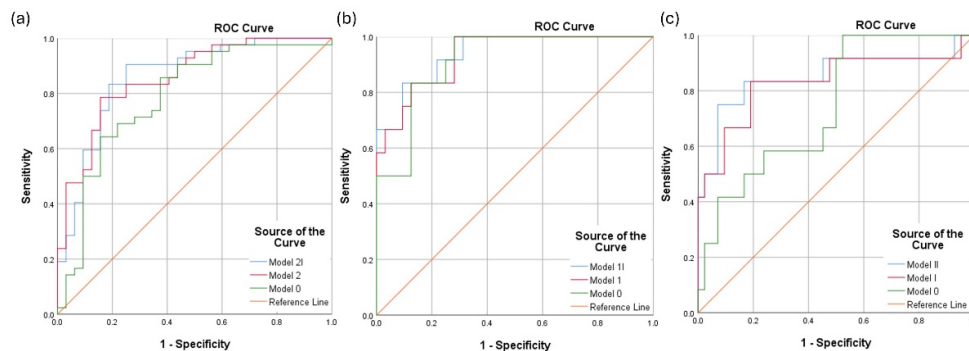 (a)
ROC Curve
1.0
0.8
0.6
0.4
0.2
0.0
Sensitivity
0.0 0.2 0.4 0.6 0.8 1.0
1 - Specificity
Source of the
Curve
Model 2I
Model 2
Model 0
Reference Line
(b)
ROC Curve
1.0
0.8
0.6
0.4
0.2
0.0
Sensitivity
0.0 0.2 0.4 0.6 0.8 1.0
1 - Specificity
Source of the
Curve
Model 1I
Model 1
Model 0
Reference Line
(c)
ROC Curve
1.0
0.8
0.6
0.4
0.2
0.0
Sensitivity
0.0 0.2 0.4 0.6 0.8
1 - Specificity
Source of the
Curve
Model II
Model I
Model 0
Reference Line